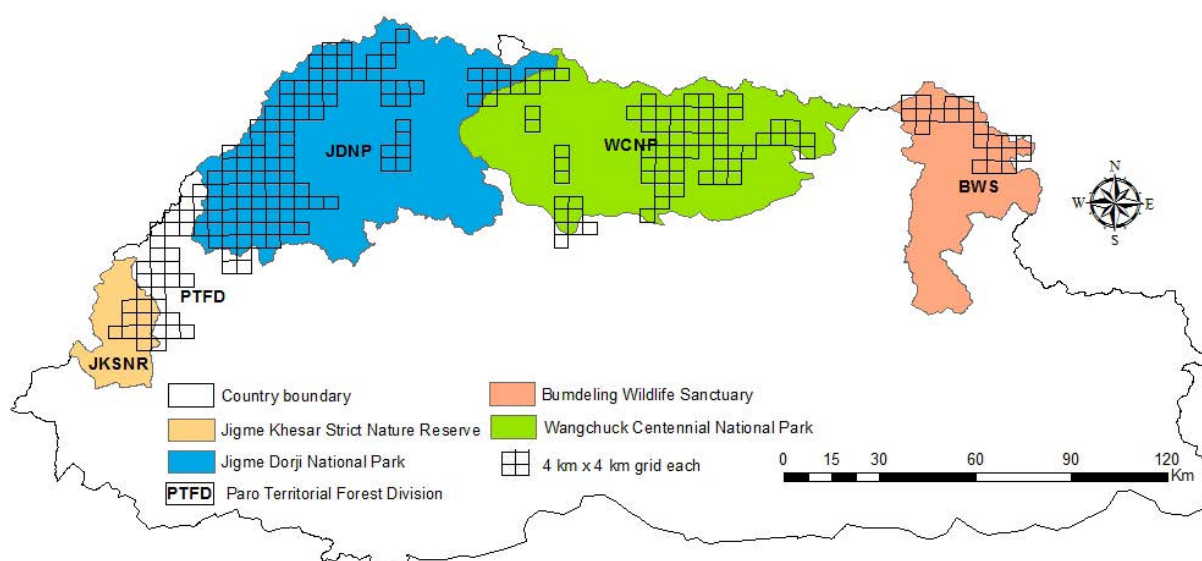 JDNP
WCNP
BWS
N
W E
S
PTFD
JKSNR
Country boundary
Jigme Khesar Strict Nature Reserve
Jigme Dorji National Park
PTFD Paro Territorial Forest Division
Bumdeling Wildlife Sanctuary
Wangchuck Centennial National Park
4 km x 4 km grid each
0 15 30 60 90 120
Km